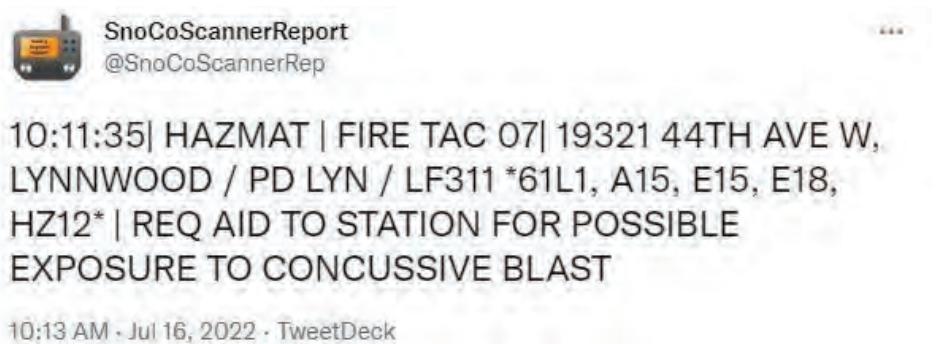 SnoCoScannerReport
@SnoCoScannerRep
10:11:35| HAZMAT | FIRE TAC 07| 19321 44TH AVE W,
LYNNWOOD / PD LYN / LF311 *61L1, A15, E15, E18,
HZ12* | REQ AID TO STATION FOR POSSIBLE
EXPOSURE TO CONCUSSIVE BLAST
10:13 AM · Jul 16, 2022 · TweetDeck